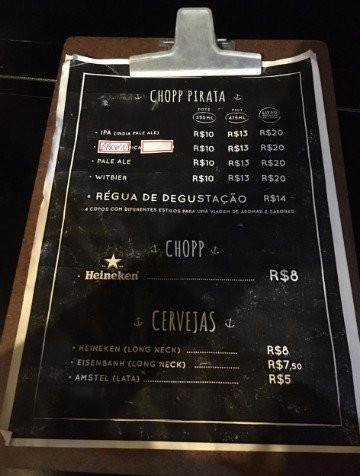 CHOPP PIRATA
POTE PINT
350ML 473ML
• IPA (INDIA PALE ALE) R$10 R$13 R$20
ICA R$10 R$13 R$20
• PALE ALE R$10 R$13 R$20
• WITBIER R$10 R$13 R$20
• RÉGUA DE DEGUSTAÇÃO R$14
4 COPOS COM DIFERENTES ESTILOS PARA UMA VIAGEM DE AROMAS E SABORES
CHOPP
• Heineken R$8
CERVEJAS
• HEINEKEN (LONG NECK) R$8
• EISENBAHN (LONG NECK) R$7,50
• AMSTEL (LATA) R$5